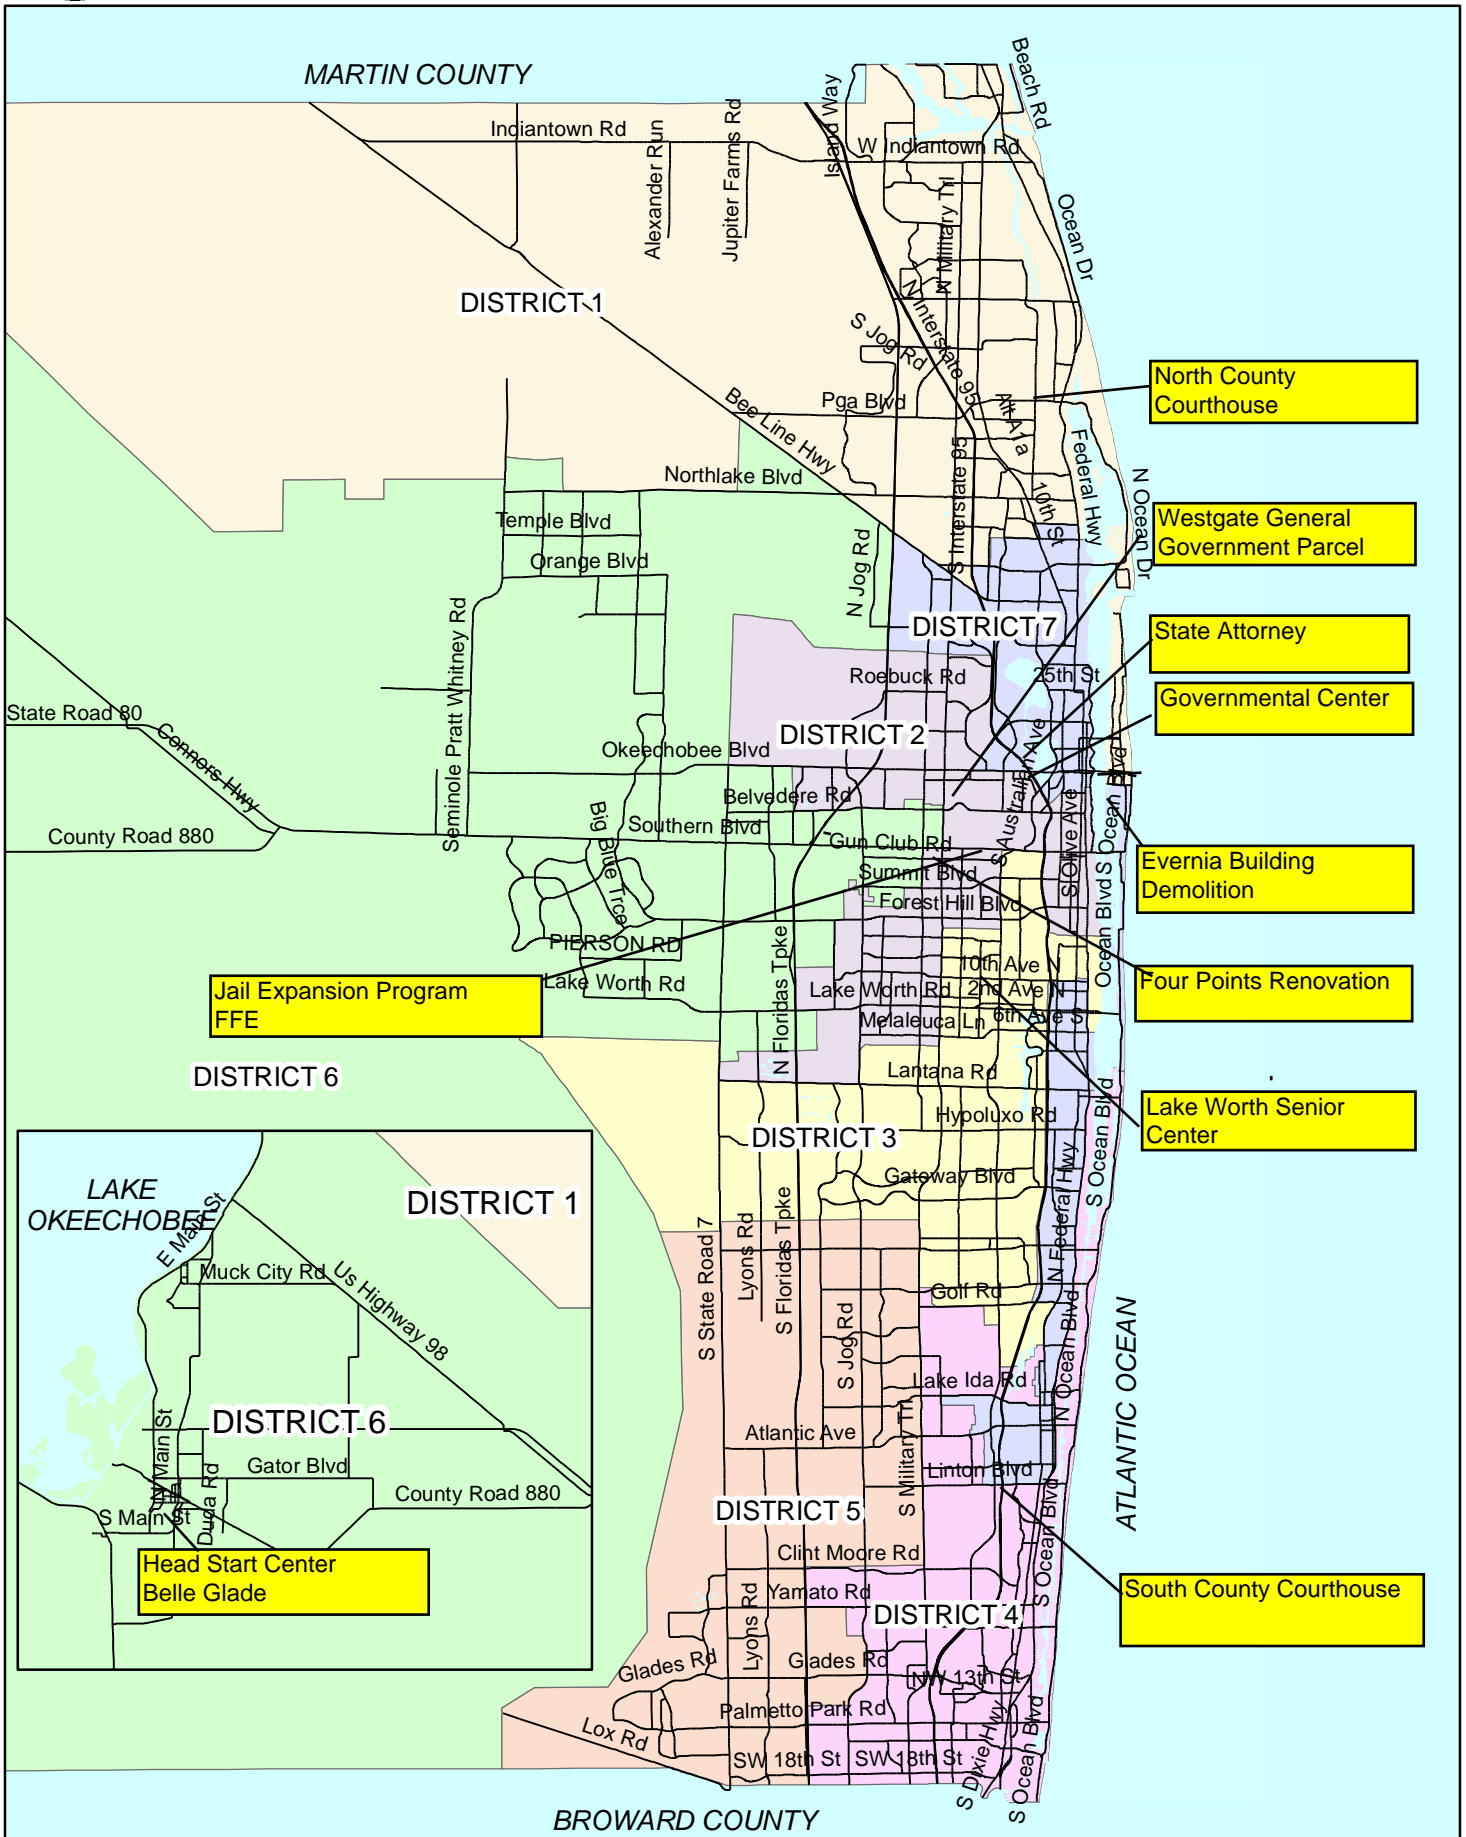 MARTIN COUNTY
Beach Rd
Island Way
Indiantown Rd
W Indiantown Rd
Alexander Run
Jupiter Farms Rd
N Military Trl
Ocean Dr
DISTRICT 1
N Interstate 95
S Jog Rd
North County
Courthouse
Pga Blvd
Bee Line Hwy
Alt A1a
Federal Hwy
S Interstate 95
Northlake Blvd
10th St
N Ocean Dr
Westgate General
Government Parcel
Temple Blvd
Orange Blvd
N Jog Rd
Seminole Pratt Whitney Rd
DISTRICT 7
State Attorney
Roebuck Rd
25th St
Governmental Center
State Road 80
Connors Hwy
DISTRICT 2
Okeechobee Blvd
S Australian Ave
S Ocean Blvd
Belvedere Rd
Big Blue Trce
Southern Blvd
County Road 880
Gun Club Rd
S Olive Ave
Evernia Building
Demolition
Summit Blvd
Forest Hill Blvd
PIERSON RD
N Floridas Tpke
10th Ave N
Ocean Blvd
Jail Expansion Program
FFE
Lake Worth Rd
Lake Worth Rd
2nd Ave N
Four Points Renovation
Melaleuca Ln
6th Ave S
DISTRICT 6
Lantana Rd
Lake Worth Senior
Center
Hypoluxo Rd
DISTRICT 3
S Ocean Blvd
Gateway Blvd
N Federal Hwy
LAKE
OKEECHOBEE
DISTRICT 1
E Main St
Muck City Rd
Us Highway 98
S State Road 7
Lyons Rd
S Floridas Tpke
Golf Rd
S Jog Rd
N Ocean Blvd
ATLANTIC OCEAN
Lake Ida Rd
DISTRICT 6
N Main St
Atlantic Ave
S Military Trl
Gator Blvd
Linton Blvd
County Road 880
Duda Rd
S Main St
DISTRICT 5
S Ocean Blvd
Clint Moore Rd
Head Start Center
Belle Glade
Yamato Rd
South County Courthouse
DISTRICT 4
Lyons Rd
Glades Rd
Glades Rd
NW 13th St
Palmetto Park Rd
Lox Rd
S Dixie Hwy
S Ocean Blvd
SW 18th St
SW 18th St
BROWARD COUNTY